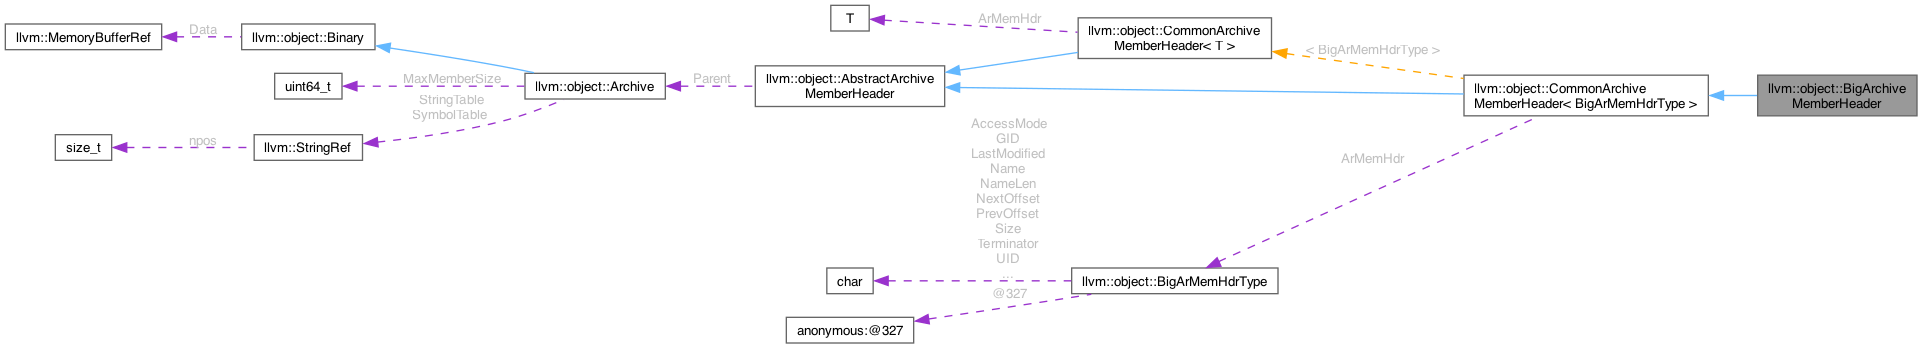 llvm::MemoryBufferRef
Data
llvm::object::Binary
uint64_t
MaxMemberSize
StringTable
SymbolTable
size_t
npos
llvm::StringRef
llvm::object::Archive
Parent
llvm::object::AbstractArchive
MemberHeader
T
ArMemHdr
llvm::object::CommonArchive
MemberHeader< T >
< BigArMemHdrType >
llvm::object::CommonArchive
MemberHeader< BigArMemHdrType >
llvm::object::BigArchive
MemberHeader
ArMemHdr
AccessMode
GID
LastModified
Name
NameLen
NextOffset
PrevOffset
Size
Terminator
UID
...
@327
char
llvm::object::BigArMemHdrType
anonymous:@327